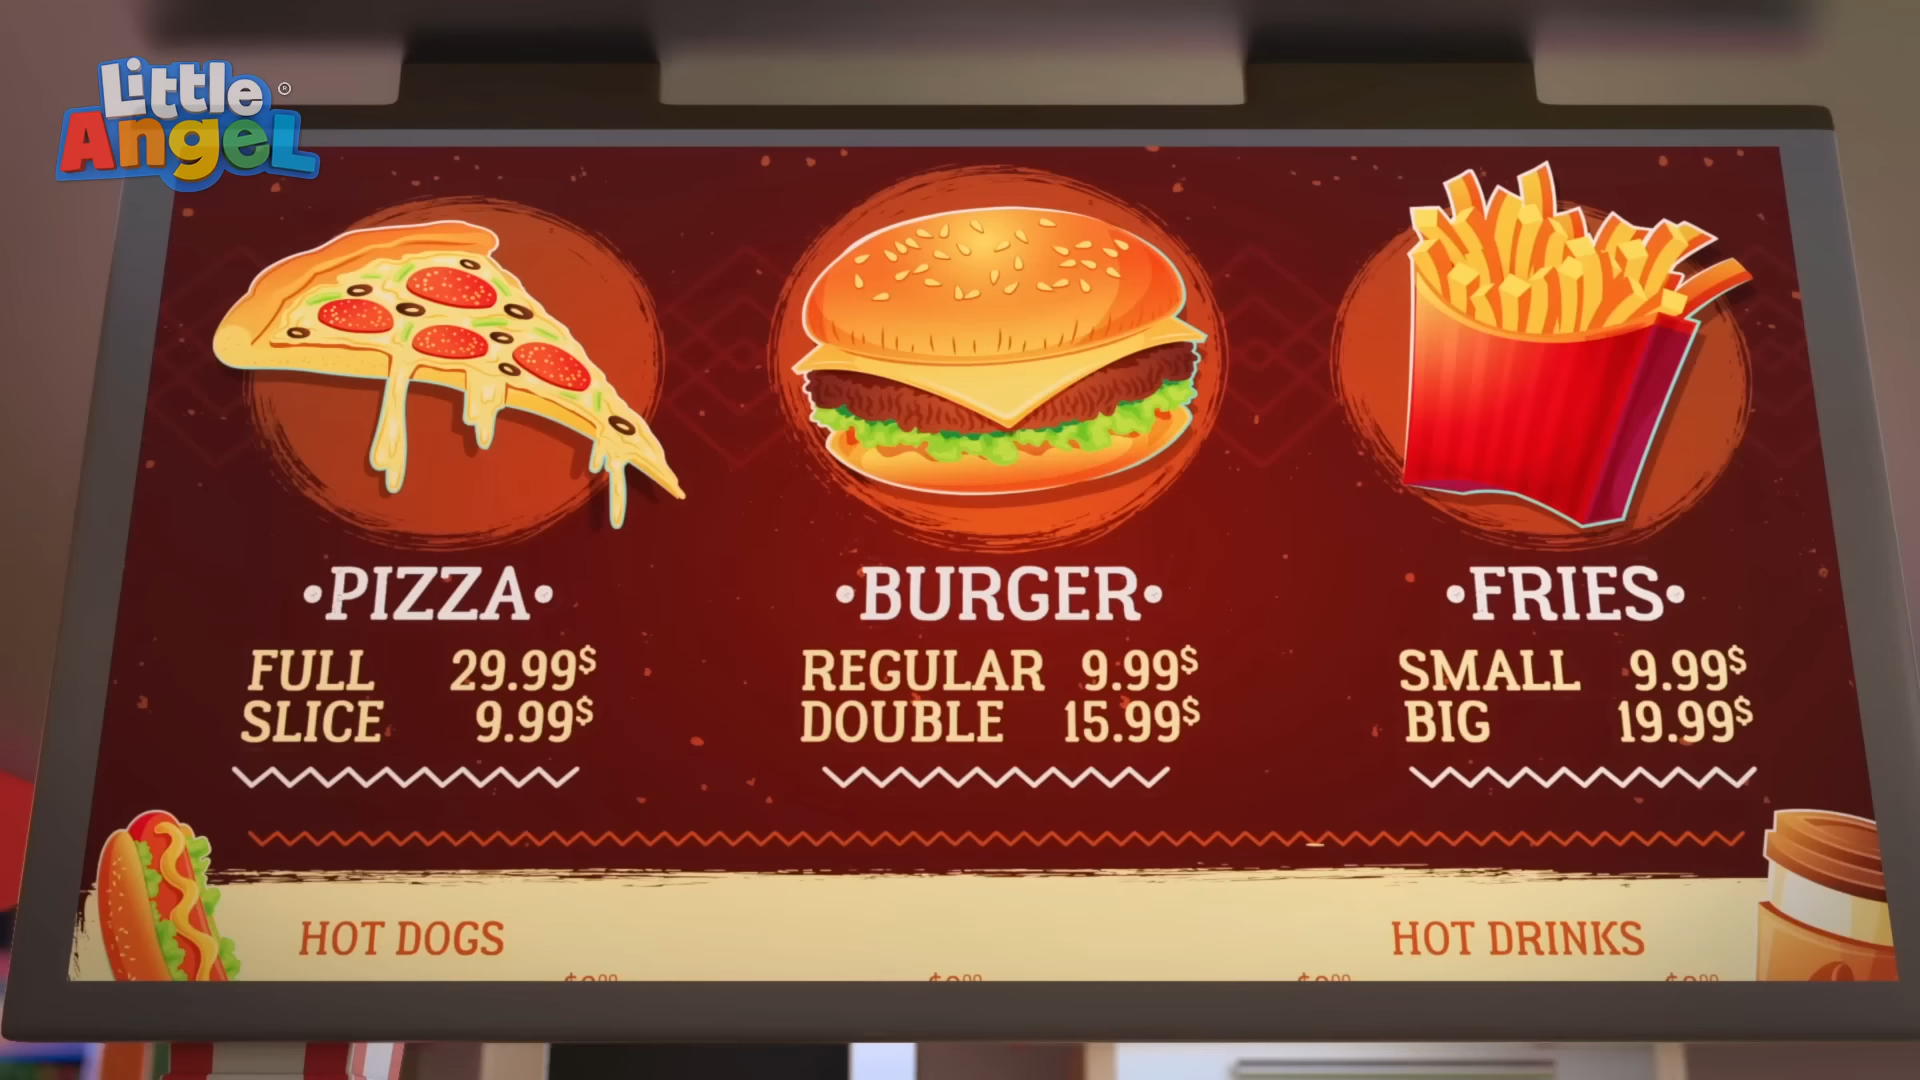 Little
Angel
®
•PIZZA•
FULL 29.99$
SLICE 9.99$
•BURGER•
REGULAR 9.99$
DOUBLE 15.99$
•FRIES•
SMALL 9.99$
BIG 19.99$
HOT DOGS
HOT DRINKS